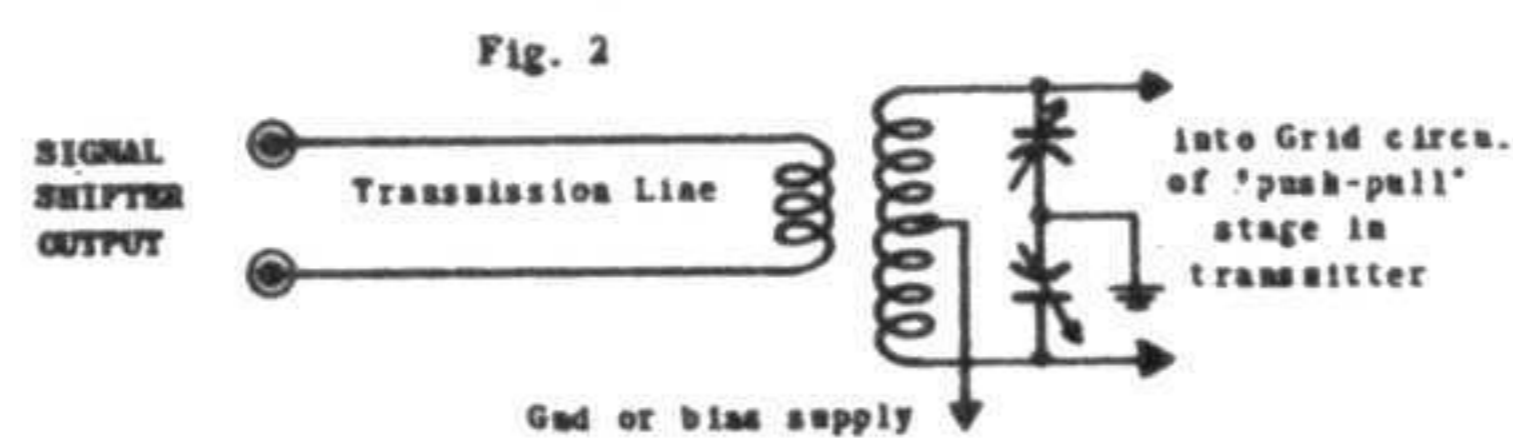 Fig. 2
SIGNAL
SHIFTER
OUTPUT
Transmission Line
into Grid circu.
of "push-pull"
stage in
transmitter
Gnd or bias supply